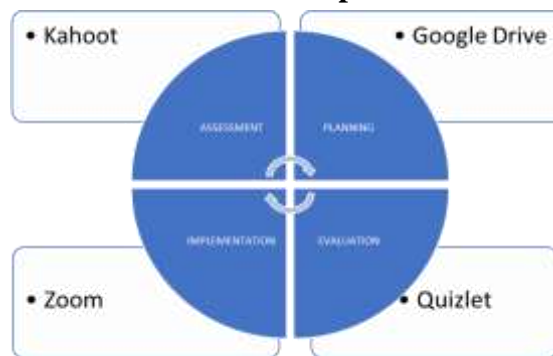 • Kahoot
• Google Drive
ASSESSMENT
PLANNING
IMPLEMENTATION
EVALUATION
• Zoom
• Quizlet